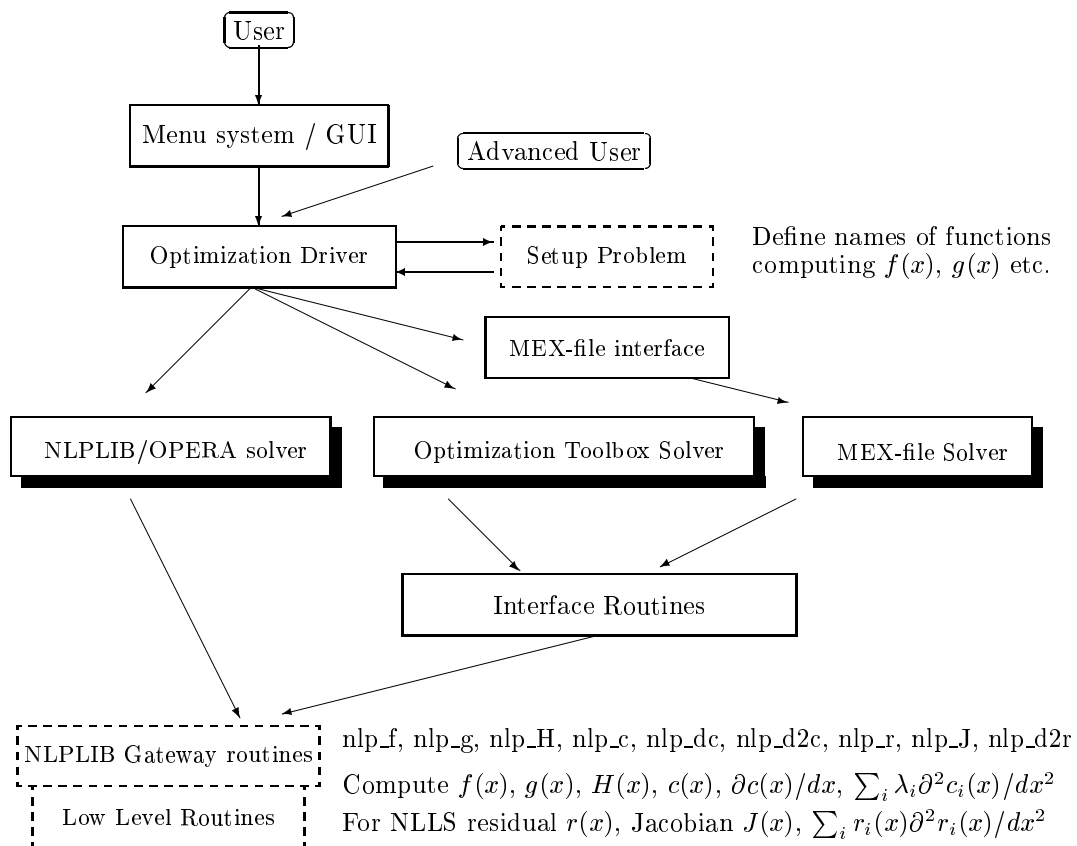 User
Menu system / GUI
Advanced User
Optimization Driver
Setup Problem
Define names of functions
computing f(x), g(x) etc.
MEX-file interface
NLPLIB/OPERA solver
Optimization Toolbox Solver
MEX-file Solver
Interface Routines
NLPLIB Gateway routines
nlp_f, nlp_g, nlp_H, nlp_c, nlp_dc, nlp_d2c, nlp_r, nlp_J, nlp_d2r
Compute f(x), g(x), H(x), c(x), ∂c(x)/dx, ∑_i λ_i∂²c_i(x)/dx²
Low Level Routines
For NLLS residual r(x), Jacobian J(x), ∑_i r_i(x)∂²r_i(x)/dx²